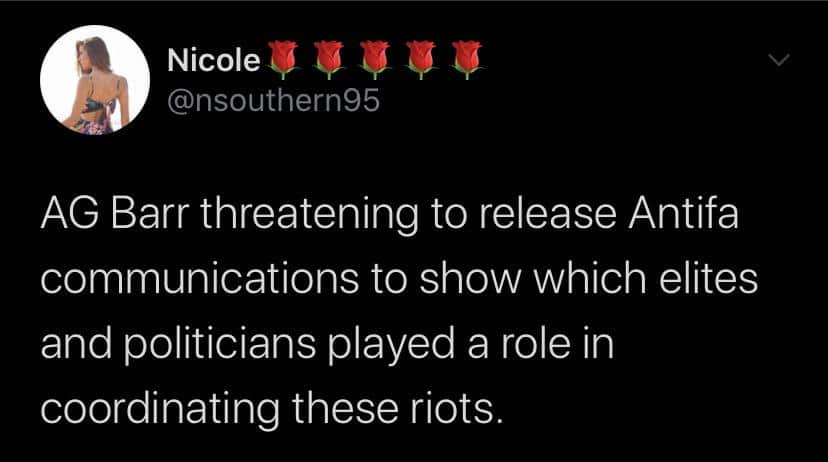 Nicole🌹🌹🌹🌹🌹
@nsouthern95
AG Barr threatening to release Antifa
communications to show which elites
and politicians played a role in
coordinating these riots.